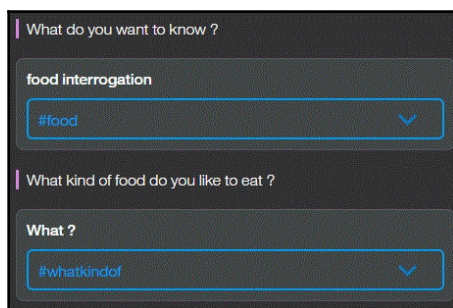 What do you want to know ?
food interrogation
#food
What kind of food do you like to eat ?
What ?
#whatkindof